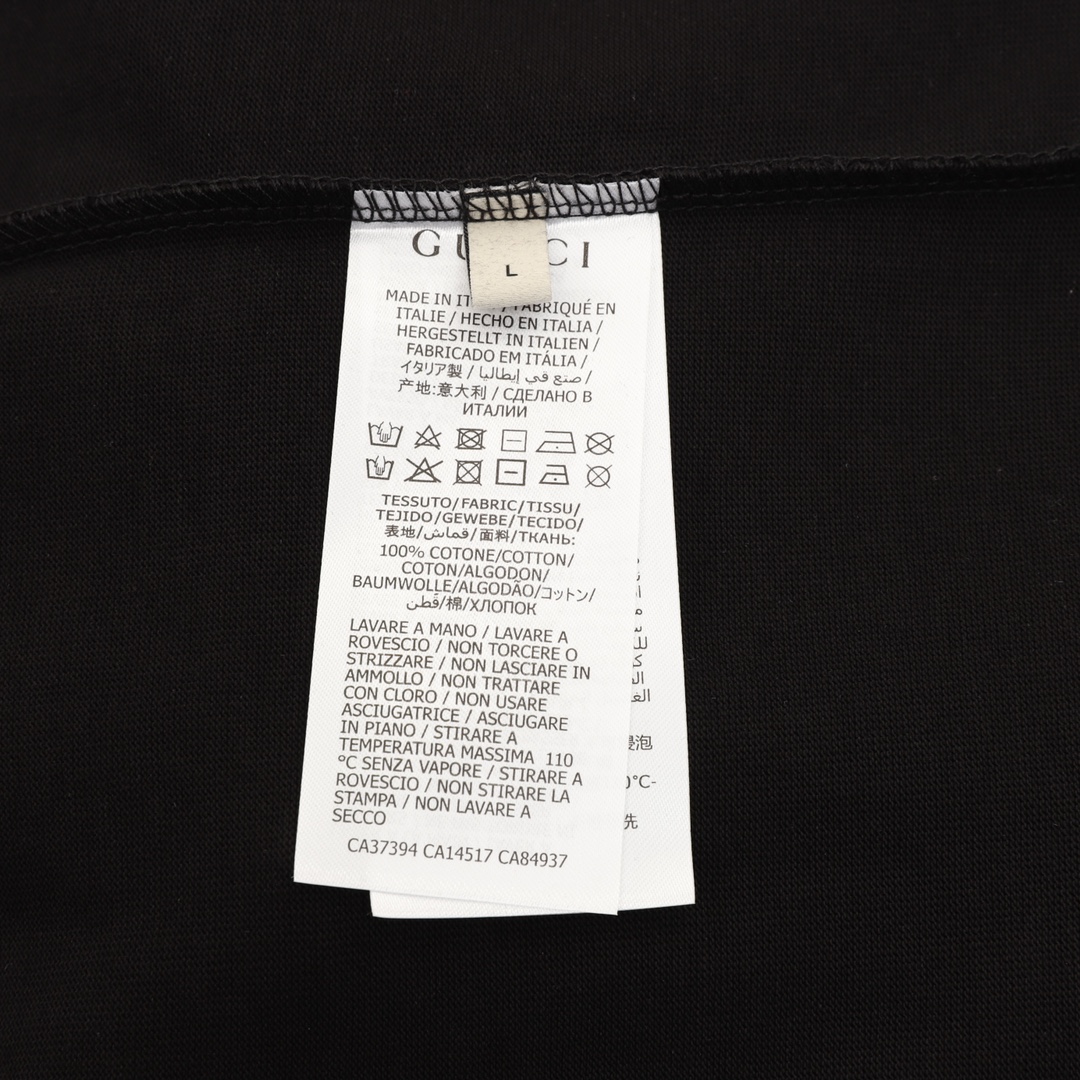 L
MADE IN / FABRIQUÉ EN
ITALIE / HECHO EN ITALIA /
HERGESTELLT IN ITALIEN /
FABRICADO EM ITÁLIA /
イタリア製 / صنع في إيطاليا /
产地:意大利 / СДЕЛАНО В
ИТАЛИИ
TESSUTO/FABRIC/TISSU/
TEJIDO/GEWEBE/TECIDO/
表地/قماش/面料/ТКАНЬ:
100% COTONE/COTTON/
COTON/ALGODON/
BAUMWOLLE/ALGODÃO/コットン/
قطن/棉/ХЛОПОК
LAVARE A MANO / LAVARE A
ROVESCIO / NON TORCERE O
STRIZZARE / NON LASCIARE IN
AMMOLLO / NON TRATTARE
CON CLORO / NON USARE
ASCIUGATRICE / ASCIUGARE
IN PIANO / STIRARE A
TEMPERATURA MASSIMA 110
°C SENZA VAPORE / STIRARE A
ROVESCIO / NON STIRARE LA
STAMPA / NON LAVARE A
SECCO
CA37394 CA14517 CA84937
浸泡
0°C-
先